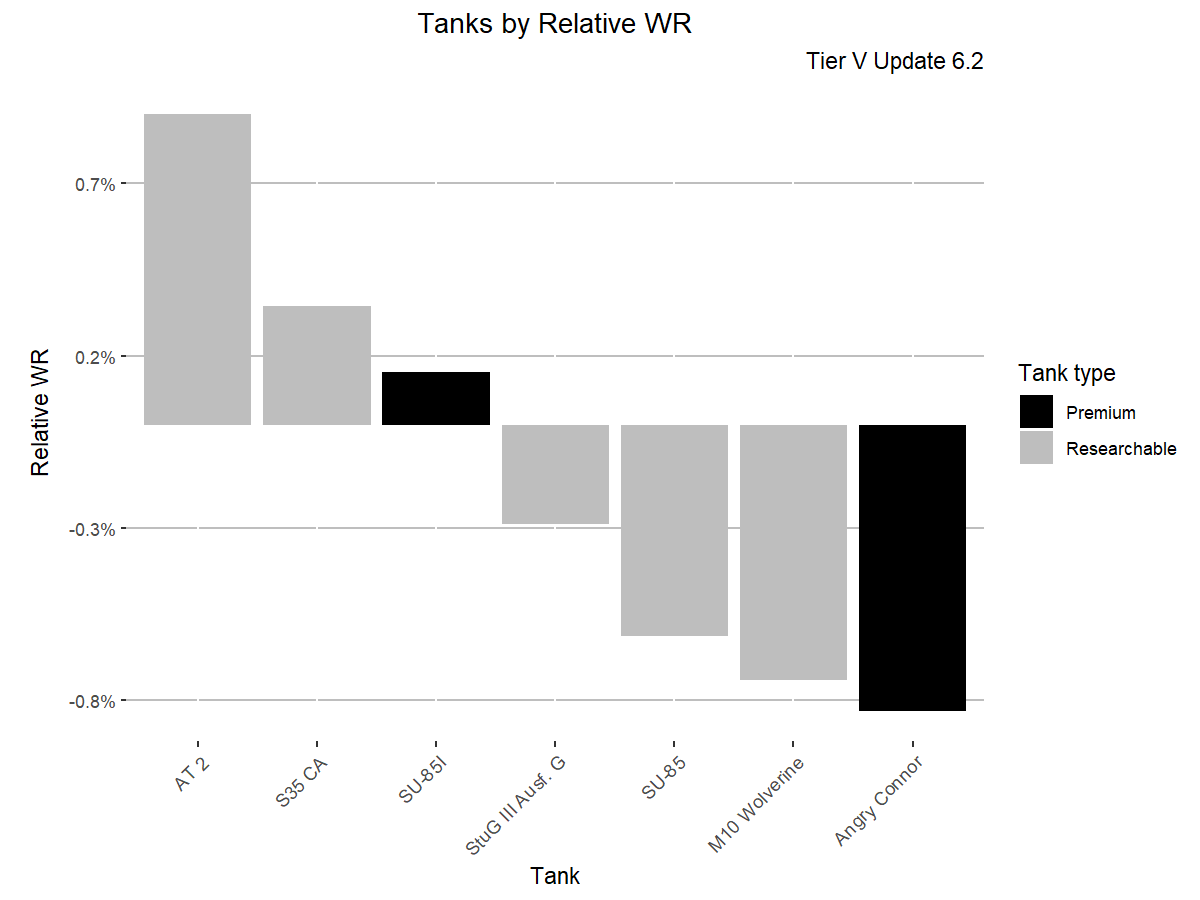 Tanks by Relative WR
Tier V Update 6.2
Relative WR
0.7%
0.2%
-0.3%
-0.8%
AT 2
S35 CA
SU-85I
StuG III Ausf. G
SU-85
M10 Wolverine
Angry Connor
Tank
Tank type
Premium
Researchable